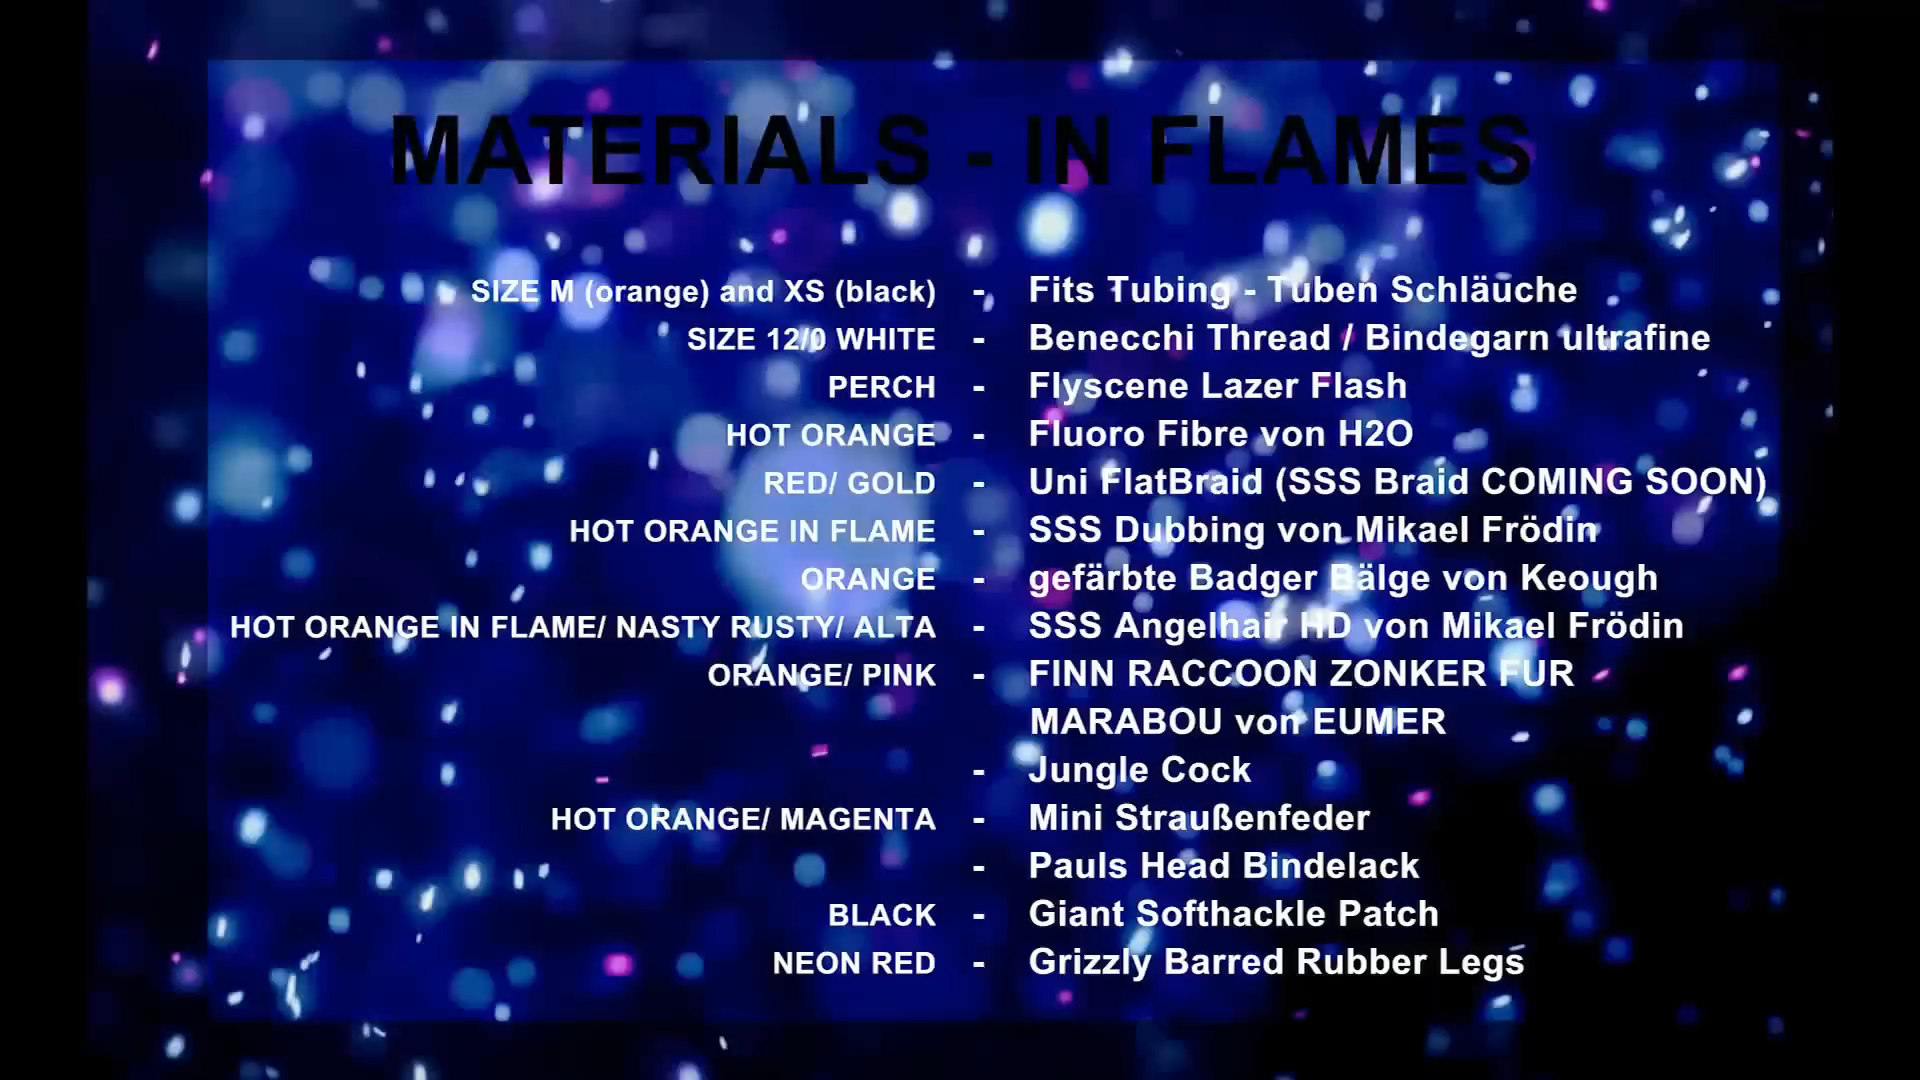 MATERIALS - IN FLAMES
SIZE M (orange) and XS (black) - Fits Tubing - Tuben Schläuche
SIZE 12/0 WHITE - Benecchi Thread / Bindegarn ultrafine
PERCH - Flyscene Lazer Flash
HOT ORANGE - Fluoro Fibre von H2O
RED/ GOLD - Uni FlatBraid (SSS Braid COMING SOON)
HOT ORANGE IN FLAME - SSS Dubbing von Mikael Frödin
ORANGE - gefärbte Badger Bälge von Keough
HOT ORANGE IN FLAME/ NASTY RUSTY/ ALTA - SSS Angelhair HD von Mikael Frödin
ORANGE/ PINK - FINN RACCOON ZONKER FUR
MARABOU von EUMER
- Jungle Cock
HOT ORANGE/ MAGENTA - Mini Straußenfeder
- Pauls Head Bindelack
BLACK - Giant Softhackle Patch
NEON RED - Grizzly Barred Rubber Legs